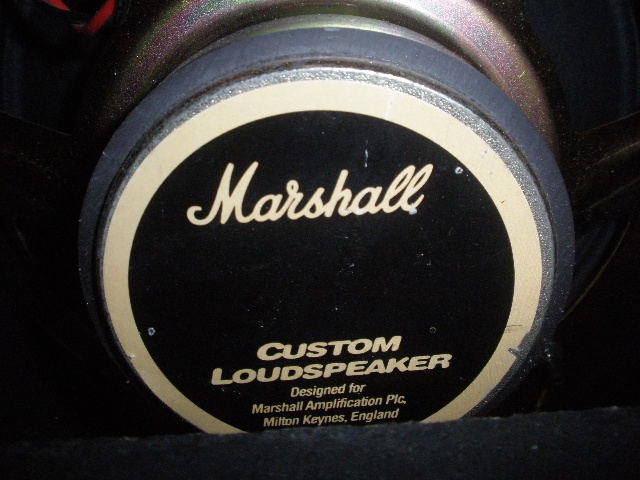 Marshall
CUSTOM
LOUDSPEAKER
Designed for
Marshall Amplification Plc,
Milton Keynes, England